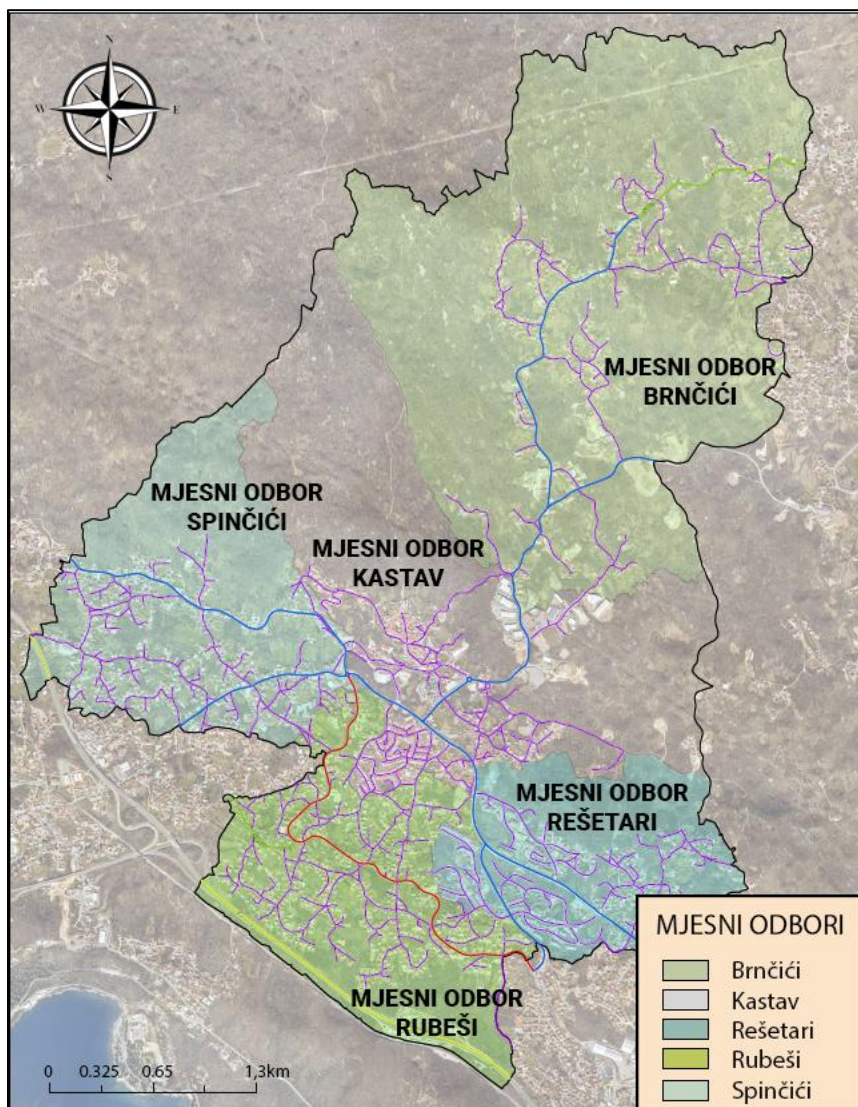 N
W
E
S
MJESNI ODBOR
BRNČIĆI
MJESNI ODBOR
SPINČIĆI
MJESNI ODBOR
KASTAV
MJESNI ODBOR
REŠETARI
MJESNI ODBOR
RUBEŠI
MJESNI ODBORI
Brnčići
Kastav
Rešetari
Rubeši
Spinčići
0 0.325 0.65 1,3km